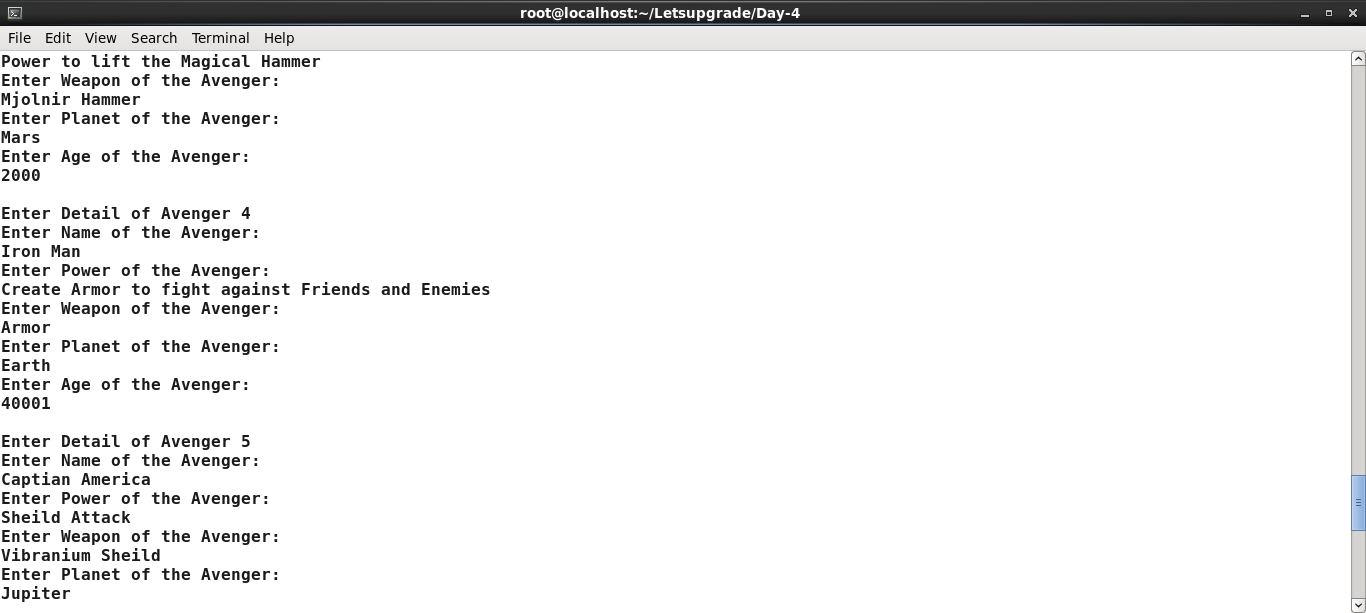 root@localhost:~/Letsupgrade/Day-4
File Edit View Search Terminal Help
Power to lift the Magical Hammer
Enter Weapon of the Avenger:
Mjolnir Hammer
Enter Planet of the Avenger:
Mars
Enter Age of the Avenger:
2000
Enter Detail of Avenger 4
Enter Name of the Avenger:
Iron Man
Enter Power of the Avenger:
Create Armor to fight against Friends and Enemies
Enter Weapon of the Avenger:
Armor
Enter Planet of the Avenger:
Earth
Enter Age of the Avenger:
40001
Enter Detail of Avenger 5
Enter Name of the Avenger:
Captian America
Enter Power of the Avenger:
Sheild Attack
Enter Weapon of the Avenger:
Vibranium Sheild
Enter Planet of the Avenger:
Jupiter